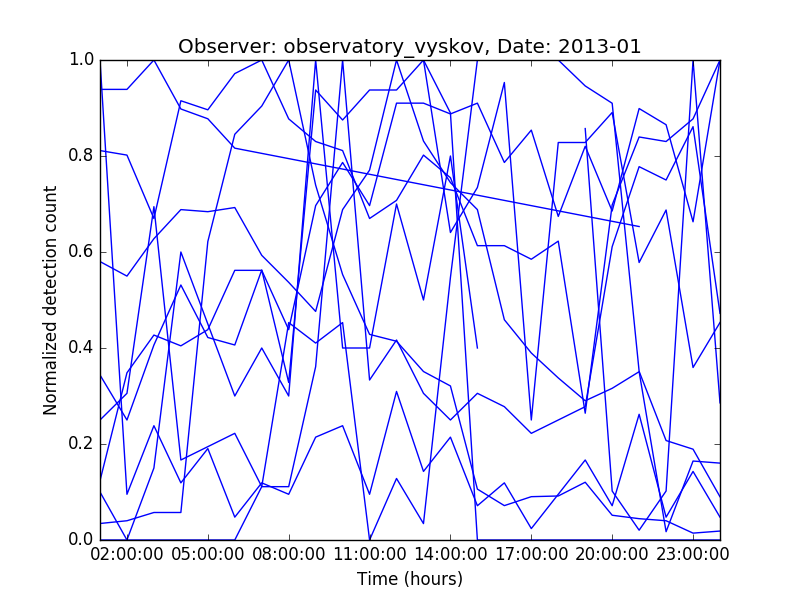 Observer: observatory_vyskov, Date: 2013-01
1.0
0.8
0.6
0.4
0.2
0.0
Normalized detection count
02:00:00 05:00:00 08:00:00 11:00:00 14:00:00 17:00:00 20:00:00 23:00:00
Time (hours)